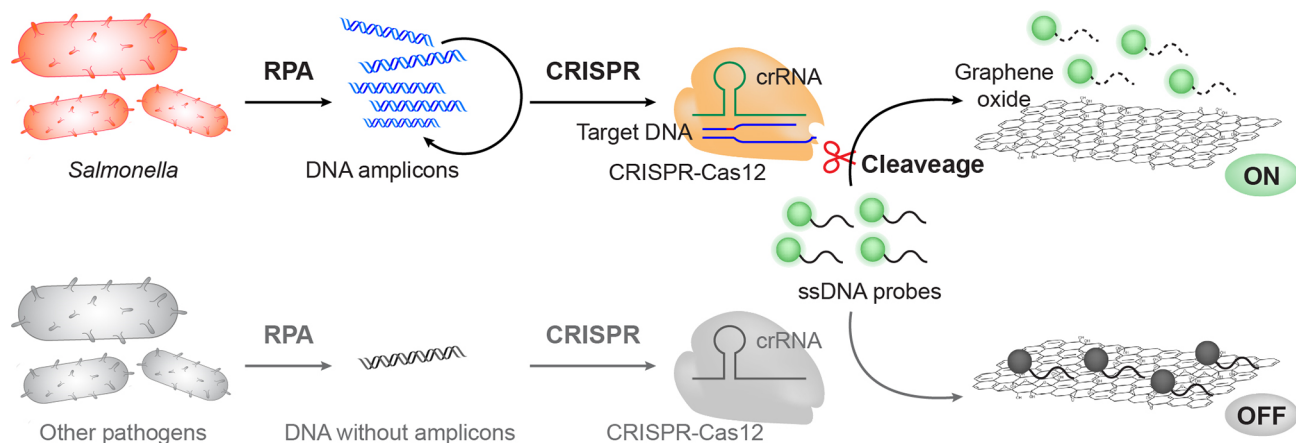 RPA
CRISPR
crRNA
Target DNA
CRISPR-Cas12
Salmonella
DNA amplicons
Cleaveage
Graphene
oxide
ON
ssDNA probes
RPA
CRISPR
crRNA
Other pathogens
DNA without amplicons
CRISPR-Cas12
OFF